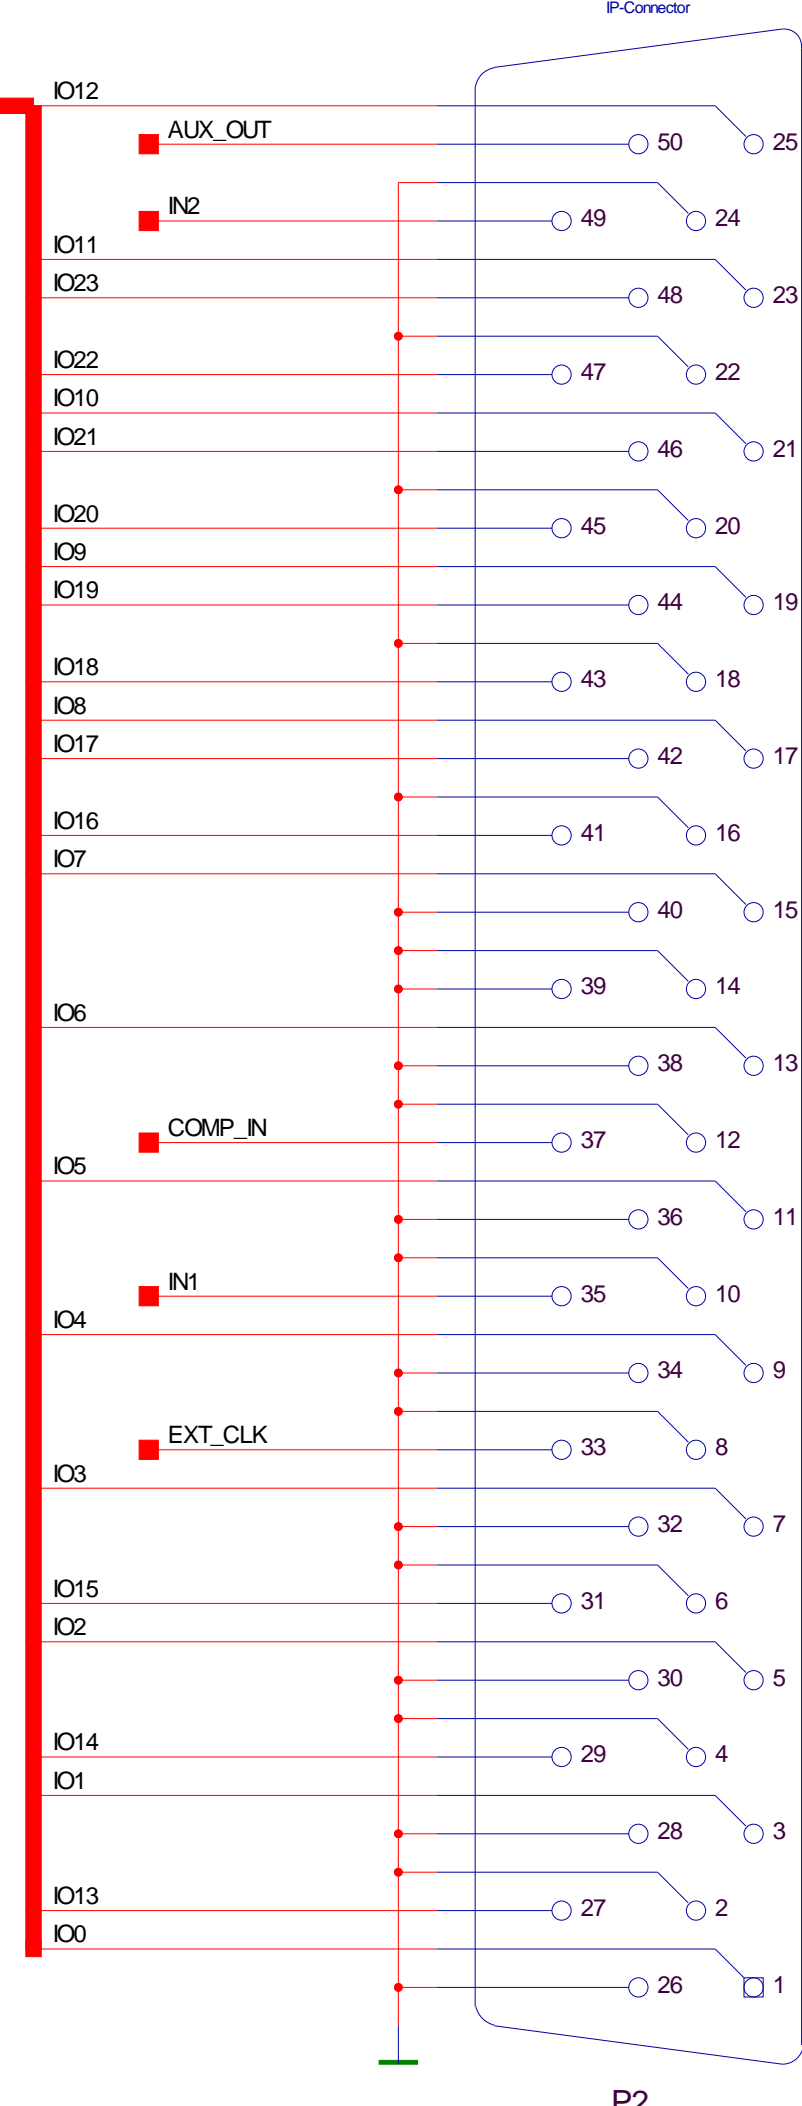 IP-Connector
IO12
AUX_OUT 50 25
IN2 49 24
IO11
IO23 48 23
IO22 47 22
IO10
IO21 46 21
IO20 45 20
IO9
IO19 44 19
IO18 43 18
IO8
IO17 42 17
IO16 41 16
IO7
40 15
39 14
IO6
38 13
COMP_IN 37 12
IO5
36 11
IN1 35 10
IO4
34 9
EXT_CLK 33 8
IO3
32 7
IO15 31 6
IO2
30 5
IO14 29 4
IO1
28 3
IO13 27 2
IO0
26 1
P2